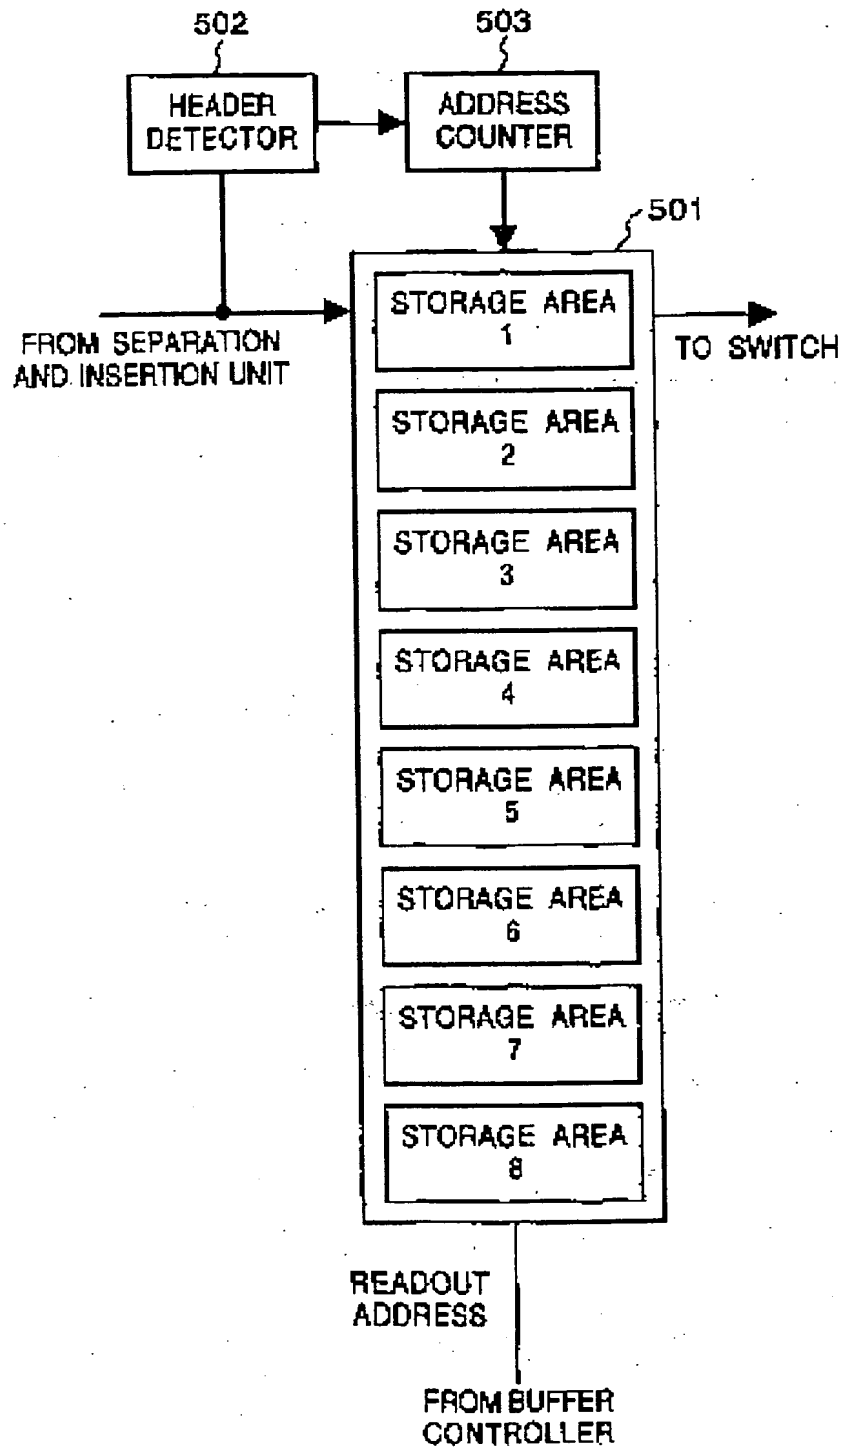 502
503
HEADER
DETECTOR
ADDRESS
COUNTER
501
STORAGE AREA
1
FROM SEPARATION
AND INSERTION UNIT
TO SWITCH
STORAGE AREA
2
STORAGE AREA
3
STORAGE AREA
4
STORAGE AREA
5
STORAGE AREA
6
STORAGE AREA
7
STORAGE AREA
8
READOUT
ADDRESS
FROM BUFFER
CONTROLLER